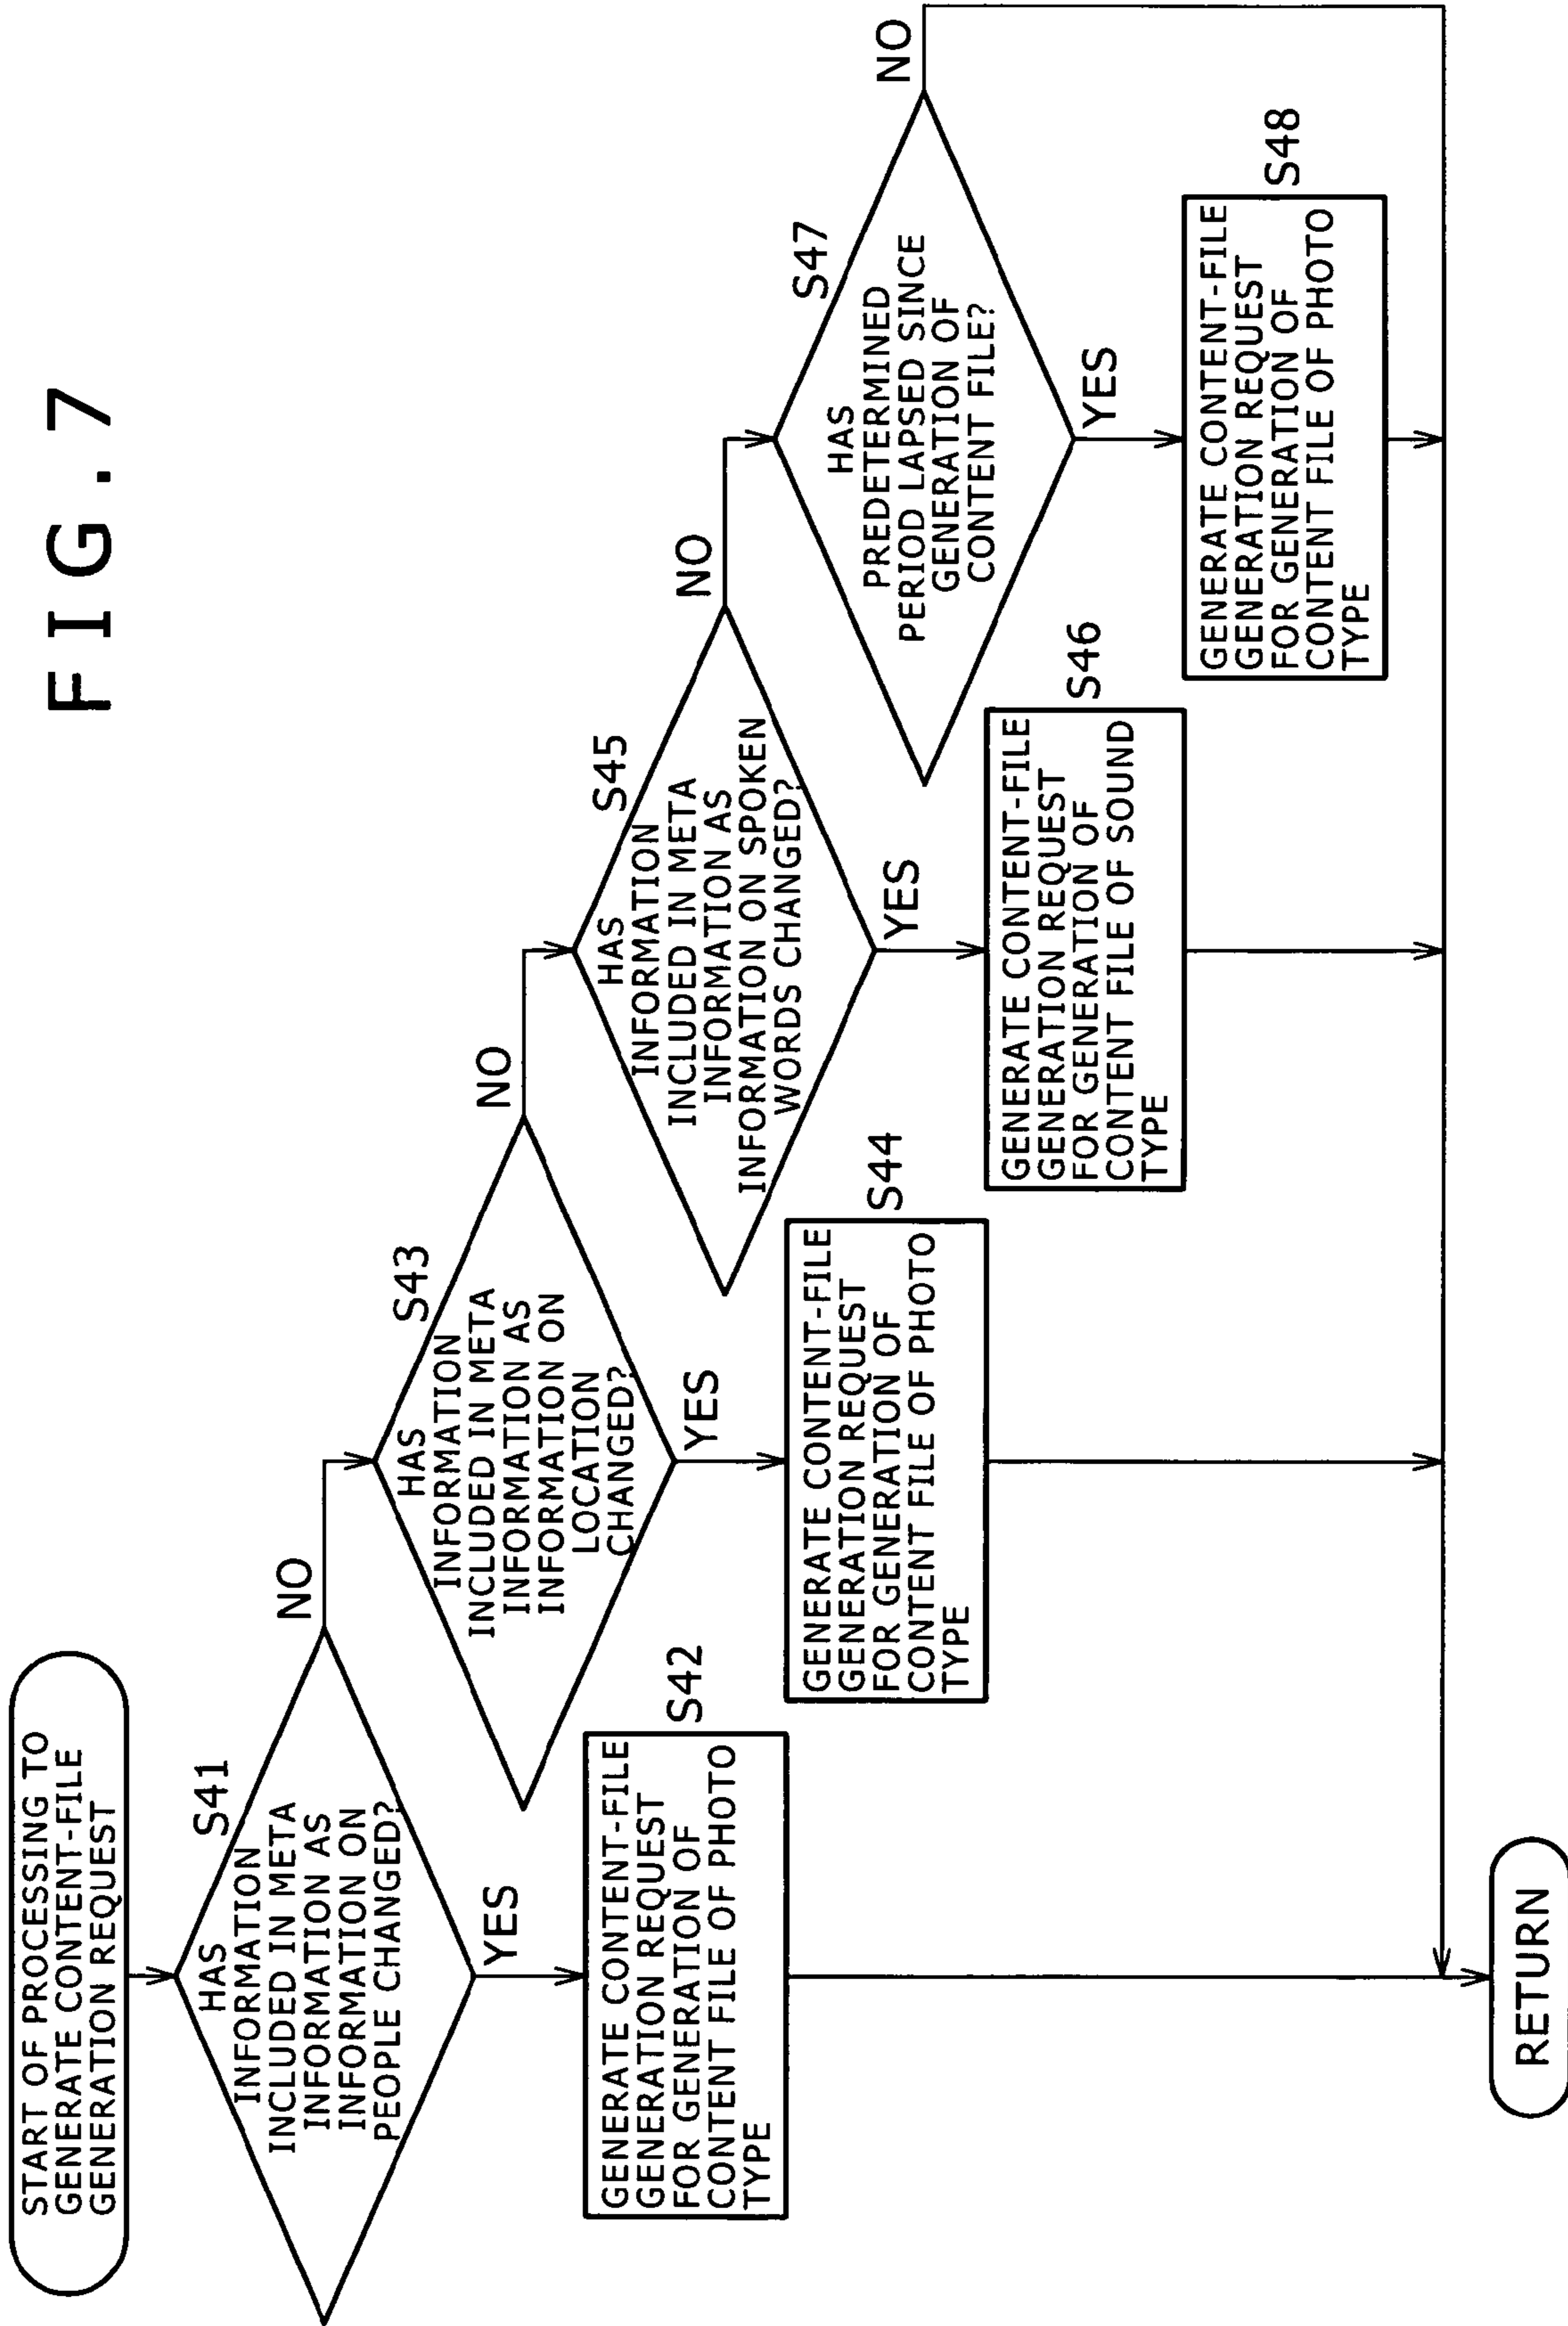 F I G . 7
START OF PROCESSING TO
GENERATE CONTENT-FILE
GENERATION REQUEST
S41
HAS
INFORMATION
INCLUDED IN META
INFORMATION AS
INFORMATION ON
PEOPLE CHANGED?
NO
YES
S42
GENERATE CONTENT-FILE
GENERATION REQUEST
FOR GENERATION OF
CONTENT FILE OF PHOTO
TYPE
S43
HAS
INFORMATION
INCLUDED IN META
INFORMATION AS
INFORMATION ON
LOCATION
CHANGED?
NO
YES
S44
GENERATE CONTENT-FILE
GENERATION REQUEST
FOR GENERATION OF
CONTENT FILE OF PHOTO
TYPE
S45
HAS
INFORMATION
INCLUDED IN META
INFORMATION AS
INFORMATION ON SPOKEN
WORDS CHANGED?
NO
YES
S46
GENERATE CONTENT-FILE
GENERATION REQUEST
FOR GENERATION OF
CONTENT FILE OF SOUND
TYPE
S47
HAS
PREDETERMINED
PERIOD LAPSED SINCE
GENERATION OF
CONTENT FILE?
NO
YES
S48
GENERATE CONTENT-FILE
GENERATION REQUEST
FOR GENERATION OF
CONTENT FILE OF PHOTO
TYPE
RETURN